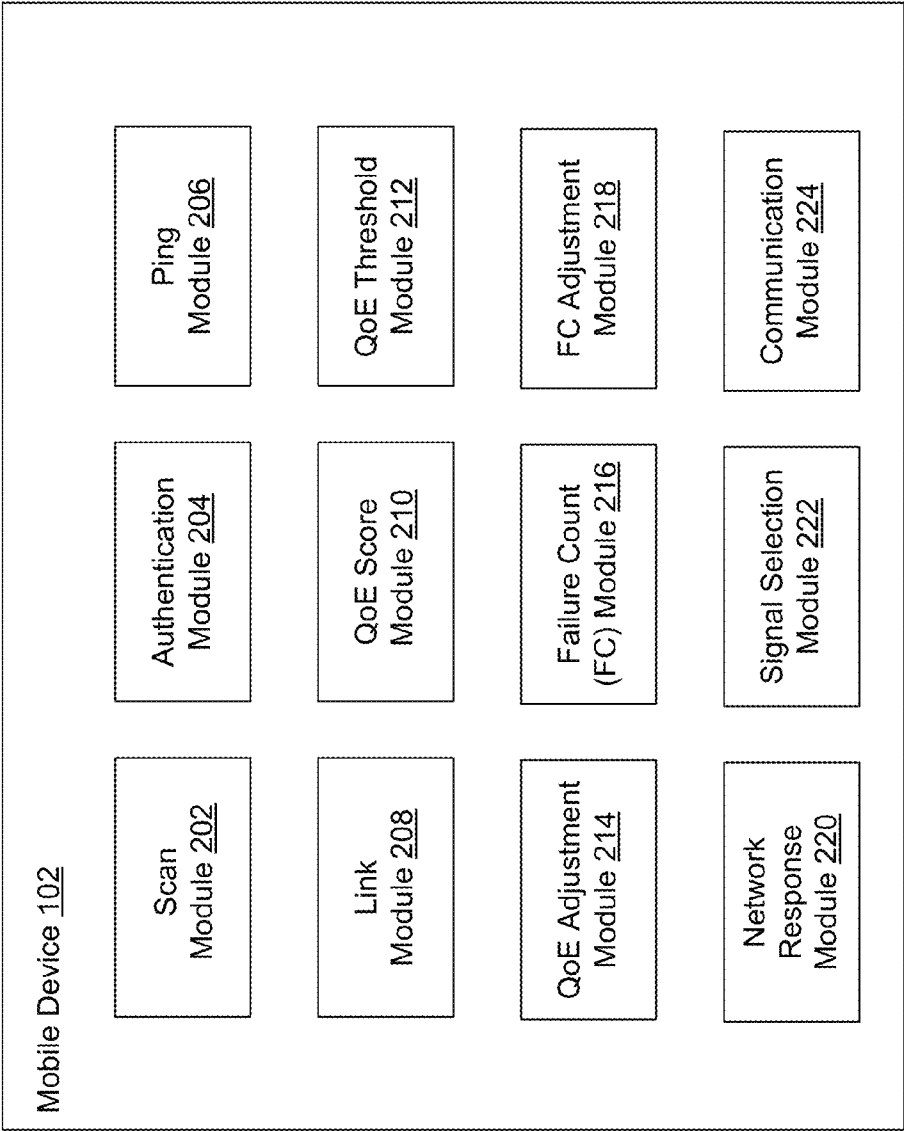 Mobile Device 102
Scan
Module 202
Authentication
Module 204
Ping
Module 206
Link
Module 208
QoE Score
Module 210
QoE Threshold
Module 212
QoE Adjustment
Module 214
Failure Count
(FC) Module 216
FC Adjustment
Module 218
Network
Response
Module 220
Signal Selection
Module 222
Communication
Module 224